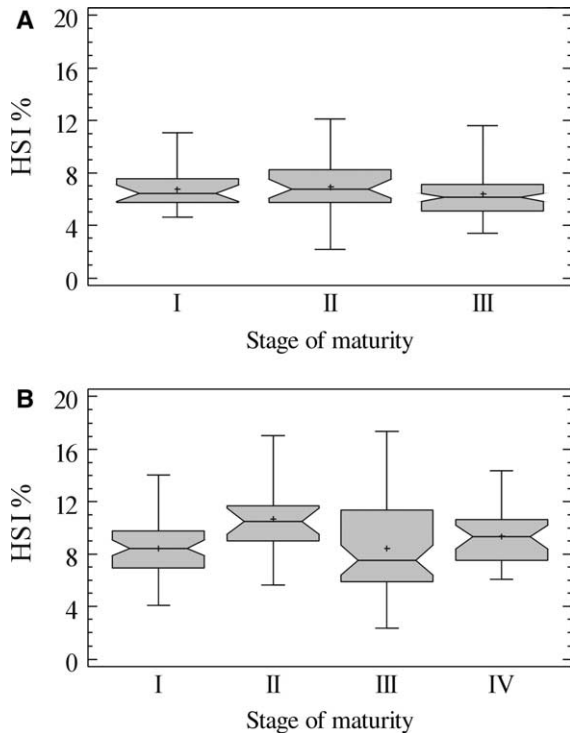 A
HSI %
20
16
12
8
4
0
I II III
Stage of maturity
B
HSI %
20
16
12
8
4
0
I II III IV
Stage of maturity